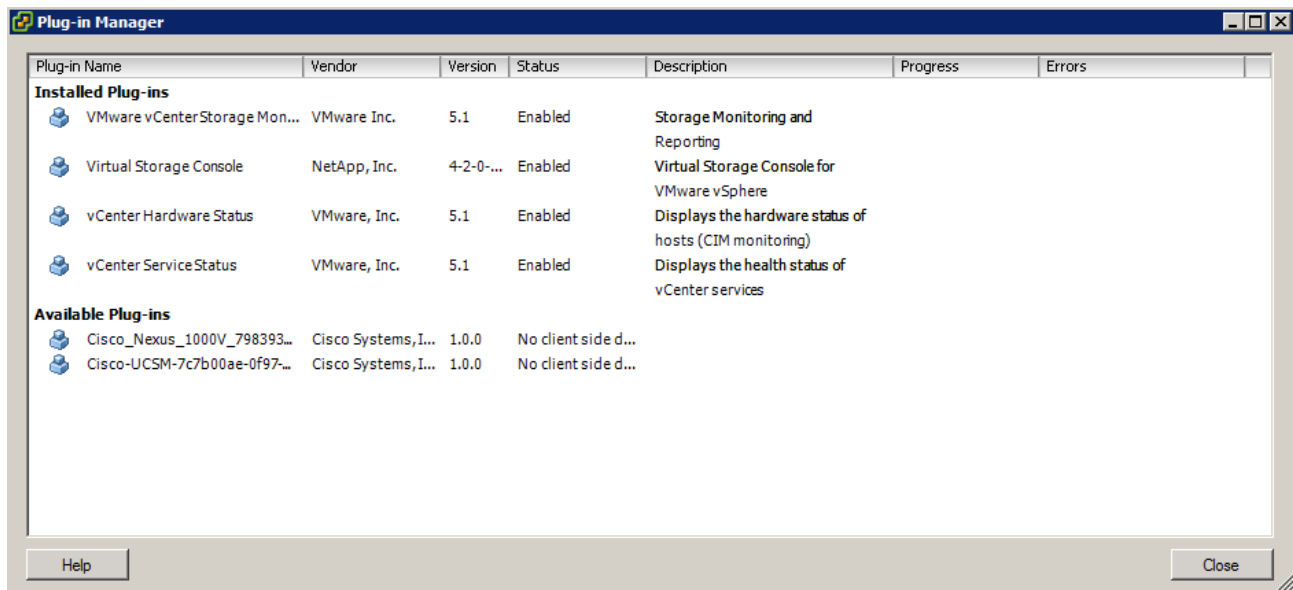 Plug-in Manager
Plug-in Name Vendor Version Status Description Progress Errors
Installed Plug-ins
VMware vCenter Storage Mon... VMware Inc. 5.1 Enabled Storage Monitoring and
Reporting
Virtual Storage Console NetApp, Inc. 4-2-0-... Enabled Virtual Storage Console for
VMware vSphere
vCenter Hardware Status VMware, Inc. 5.1 Enabled Displays the hardware status of
hosts (CIM monitoring)
vCenter Service Status VMware, Inc. 5.1 Enabled Displays the health status of
vCenter services
Available Plug-ins
Cisco_Nexus_1000V_798393... Cisco Systems, I... 1.0.0 No client side d...
Cisco-UCSM-7c7b00ae-0f97-... Cisco Systems, I... 1.0.0 No client side d...
Help Close